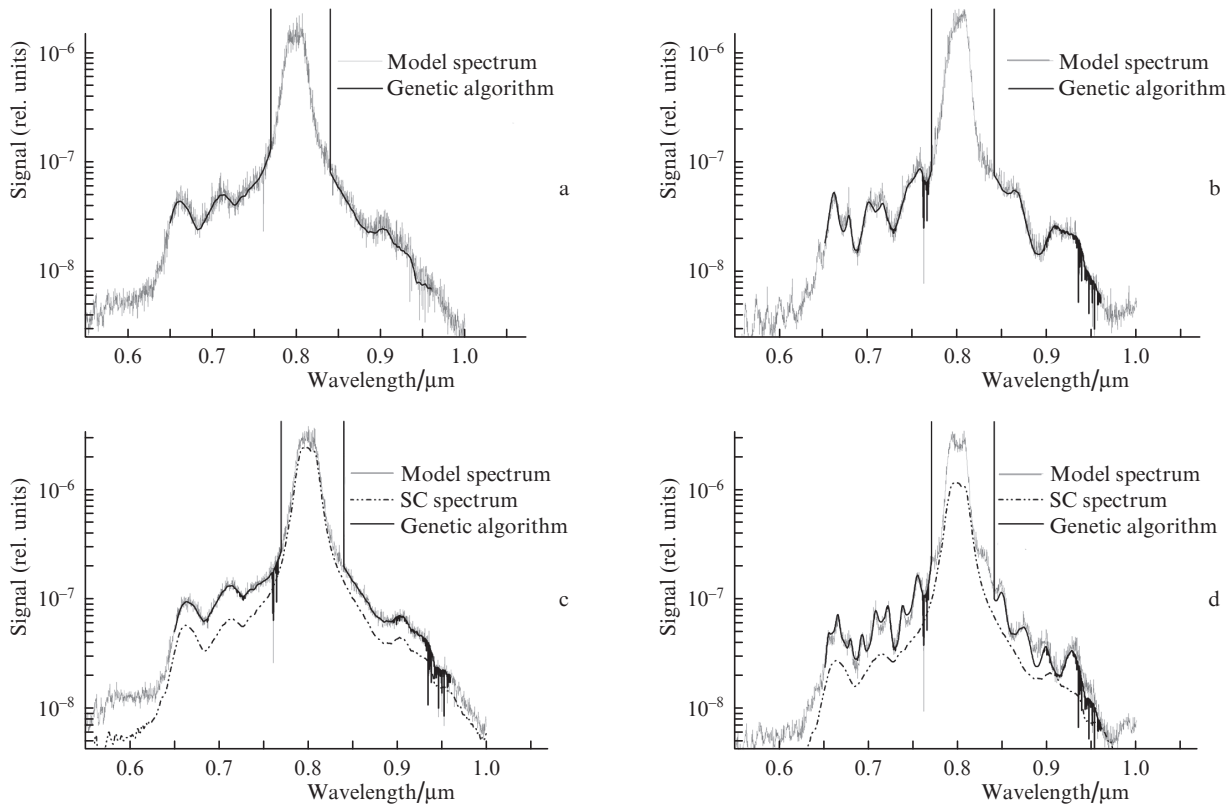 Signal (rel. units)
10⁻⁶
10⁻⁷
10⁻⁸
Model spectrum
Genetic algorithm
a
0.6 0.7 0.8 0.9 1.0
Wavelength/μm
Signal (rel. units)
10⁻⁶
10⁻⁷
10⁻⁸
Model spectrum
Genetic algorithm
b
0.6 0.7 0.8 0.9 1.0
Wavelength/μm
Signal (rel. units)
10⁻⁶
10⁻⁷
10⁻⁸
Model spectrum
SC spectrum
Genetic algorithm
c
0.6 0.7 0.8 0.9 1.0
Wavelength/μm
Signal (rel. units)
10⁻⁶
10⁻⁷
10⁻⁸
Model spectrum
SC spectrum
Genetic algorithm
d
0.6 0.7 0.8 0.9 1.0
Wavelength/μm